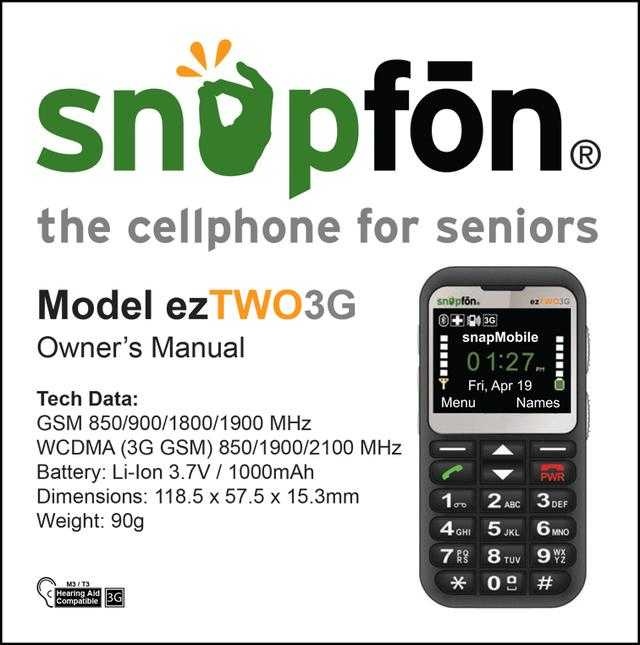 snapfōn®
the cellphone for seniors
Model ezTWO3G
Owner's Manual
Tech Data:
GSM 850/900/1800/1900 MHz
WCDMA (3G GSM) 850/1900/2100 MHz
Battery: Li-Ion 3.7V / 1000mAh
Dimensions: 118.5 x 57.5 x 15.3mm
Weight: 90g
M3 / T3
Hearing Aid
Compatible
3G
snapfōn® ezTWO3G
3G
snapMobile
01:27 PM
Fri, Apr 19
Menu Names
PWR
1 2 ABC 3 DEF
4 GHI 5 JKL 6 MNO
7 PQRS 8 TUV 9 WXYZ
* 0 #